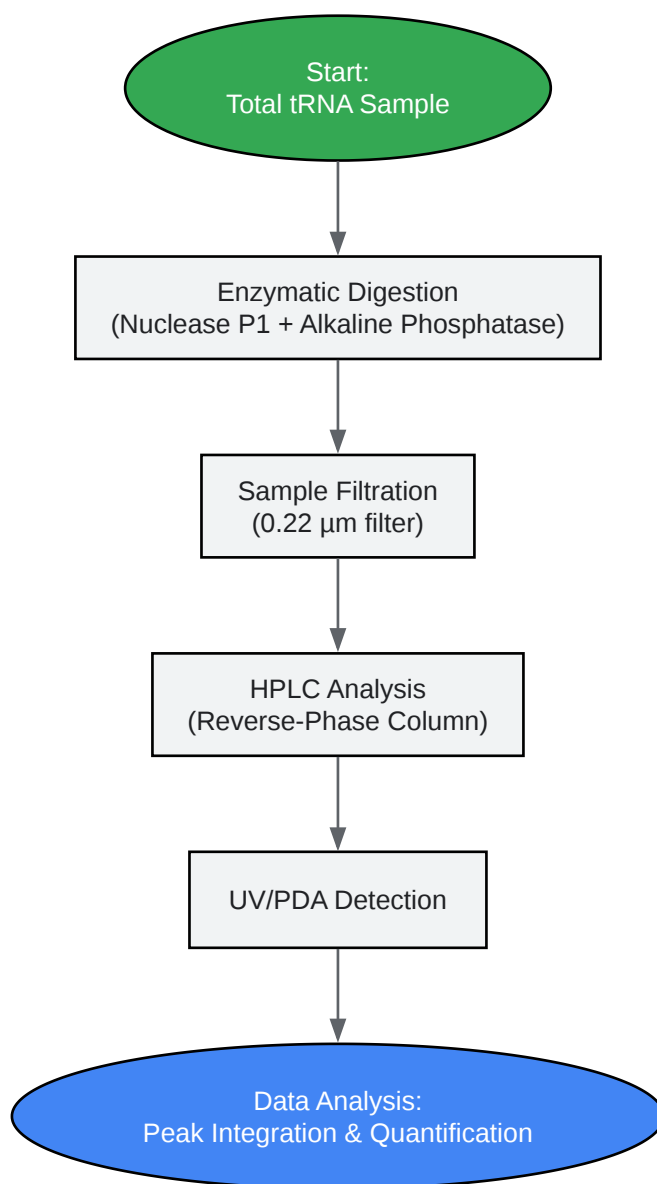 Start:
Total tRNA Sample
Enzymatic Digestion
(Nuclease P1 + Alkaline Phosphatase)
Sample Filtration
(0.22 µm filter)
HPLC Analysis
(Reverse-Phase Column)
UV/PDA Detection
Data Analysis:
Peak Integration & Quantification